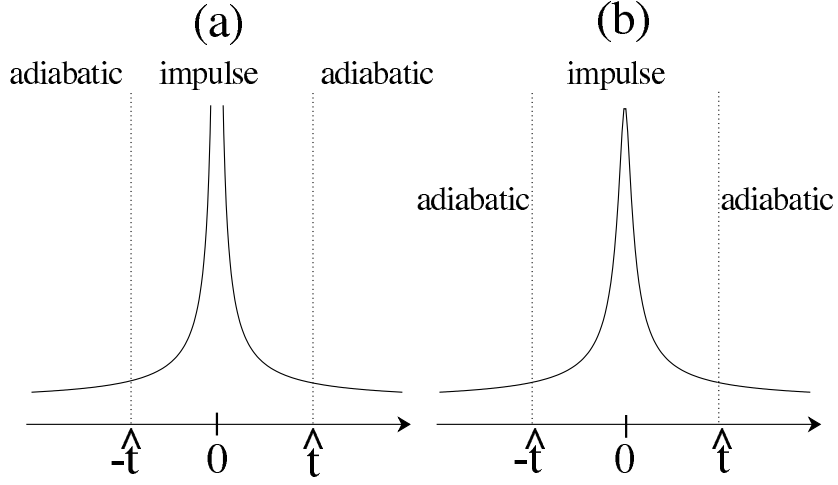 (a)
adiabatic impulse adiabatic
-t̂ 0 t̂
(b)
impulse
adiabatic adiabatic
-t̂ 0 t̂